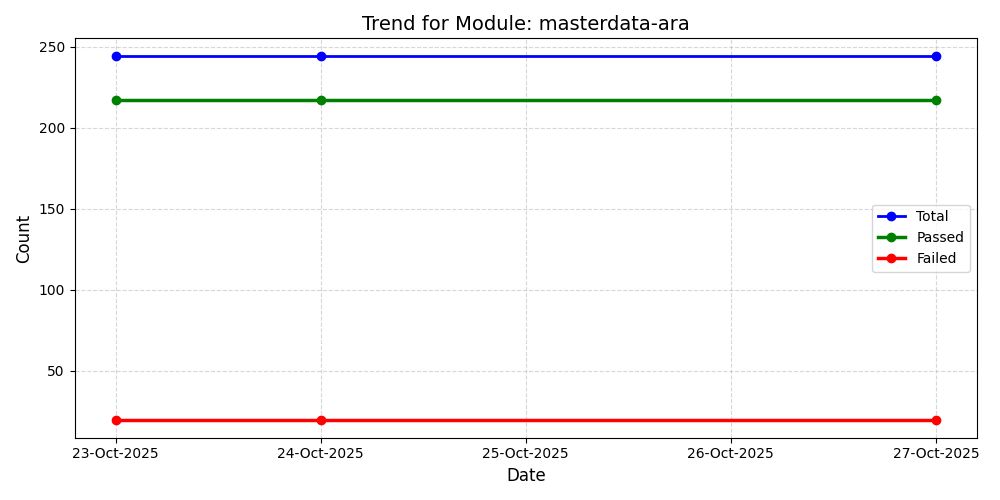 Trend for Module: masterdata-ara
250
200
150
100
50
Count
Total
Passed
Failed
23-Oct-2025 24-Oct-2025 25-Oct-2025 26-Oct-2025 27-Oct-2025
Date